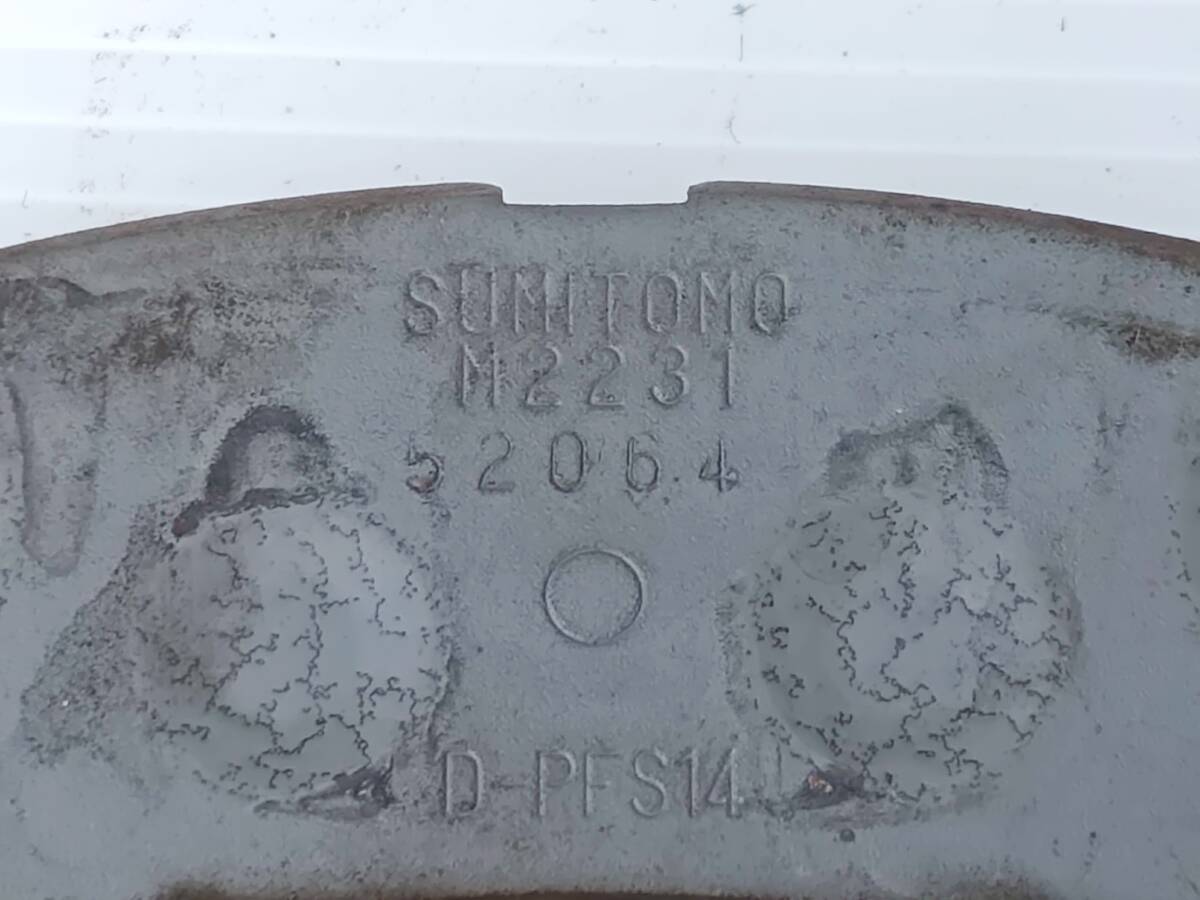 SUMITOMO
M2231
52064
D-PFS14